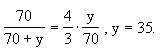 70/(70 + y) = 4/3 · y/70 , y = 35.